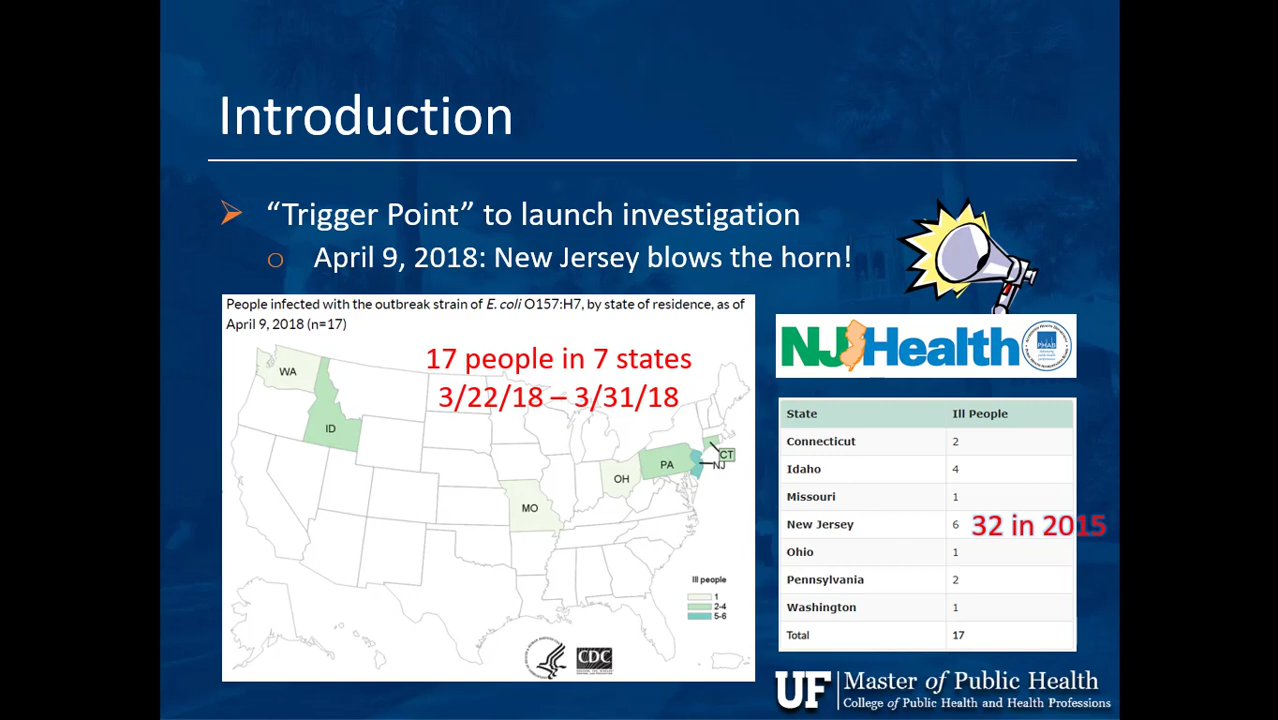 Introduction
“Trigger Point” to launch investigation
April 9, 2018: New Jersey blows the horn!
People infected with the outbreak strain of E. coli O157:H7, by state of residence, as of
April 9, 2018 (n=17)
17 people in 7 states
3/22/18 – 3/31/18
WA
ID
MO
OH
PA
CT
NJ
Ill people
1
2-4
5-6
CDC
NJHealth
PHAB
State Ill People
Connecticut 2
Idaho 4
Missouri 1
New Jersey 6 32 in 2015
Ohio 1
Pennsylvania 2
Washington 1
Total 17
UF Master of Public Health
College of Public Health and Health Professions